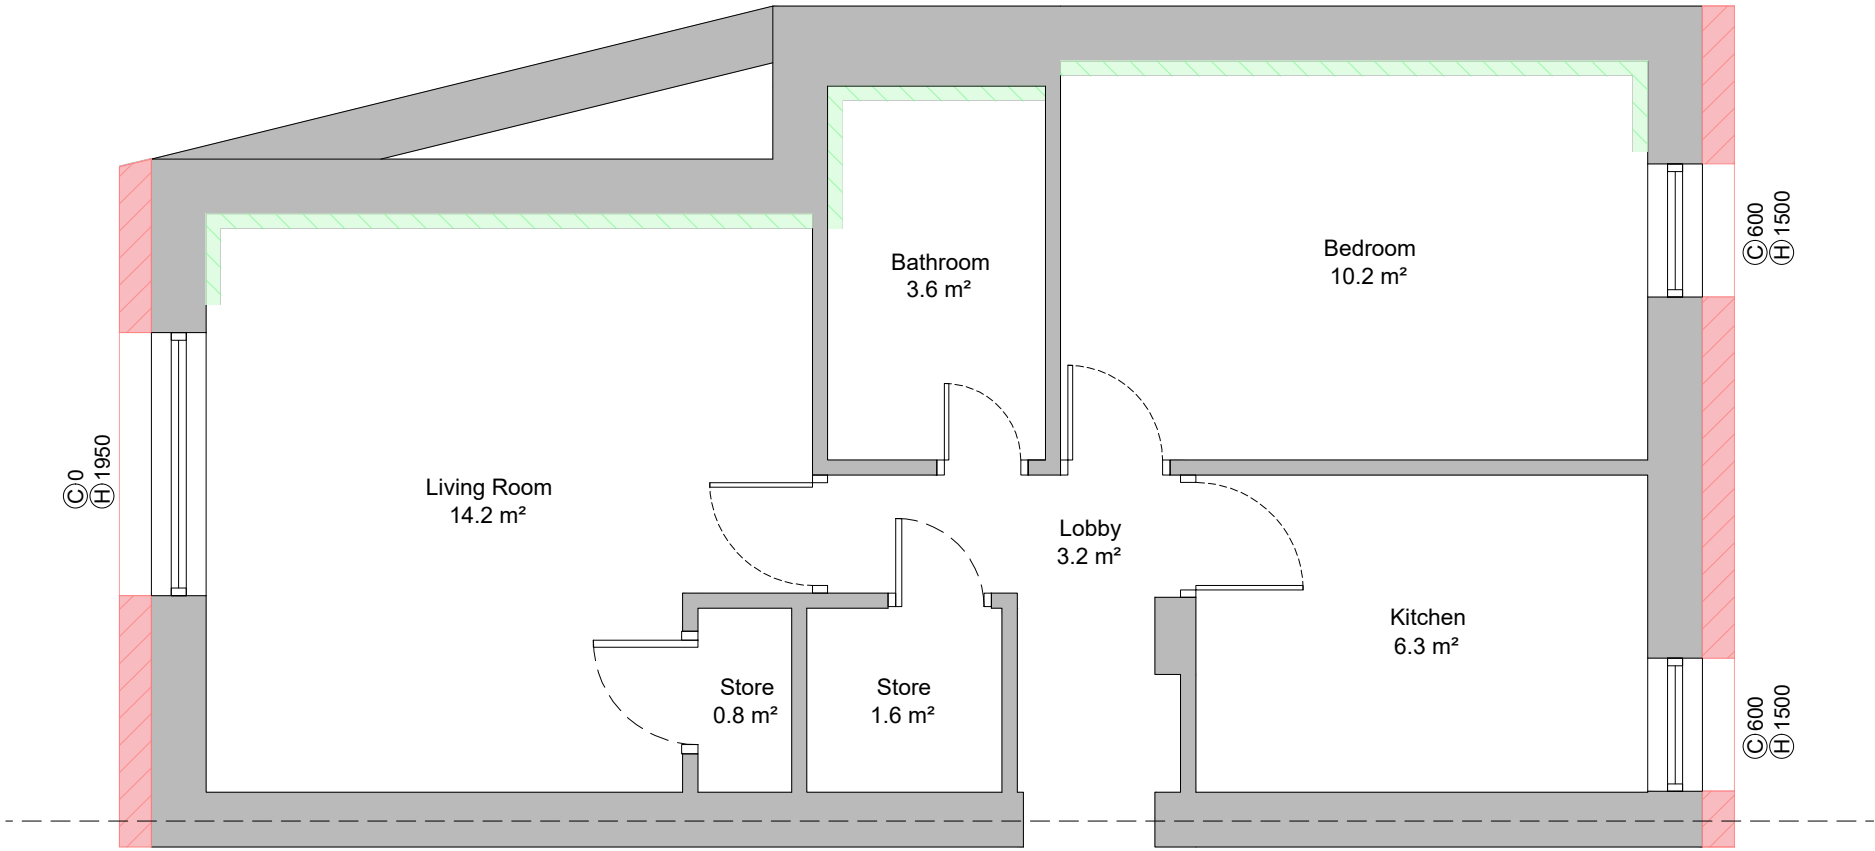 Bathroom
3.6 m²
Bedroom
10.2 m²
Ⓒ600
Ⓗ1500
Living Room
14.2 m²
Ⓒ0
Ⓗ1950
Lobby
3.2 m²
Kitchen
6.3 m²
Store
0.8 m²
Store
1.6 m²
Ⓒ600
Ⓗ1500